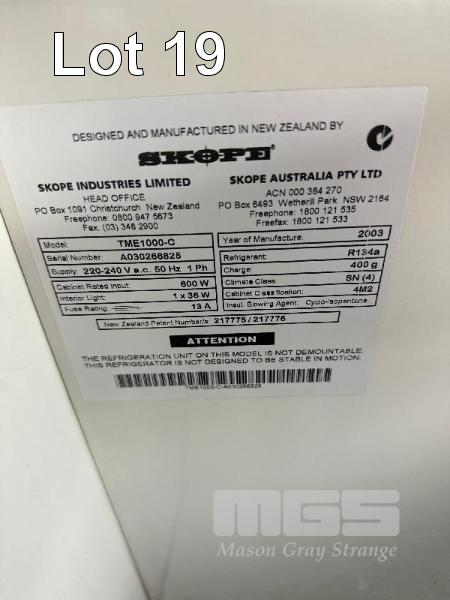 Lot 19
DESIGNED AND MANUFACTURED IN NEW ZEALAND BY
SKOPE
SKOPE INDUSTRIES LIMITED
HEAD OFFICE
PO Box 1091 Christchurch New Zealand
Freephone: 0800 947 5673
Fax. (03) 348 2900
SKOPE AUSTRALIA PTY LTD
ACN 000 384 270
PO Box 6493 Wetherill Park NSW 2164
Freephone: 1800 121 535
Freefax: 1800 121 533
Model: TME1000-C
Serial Number: A030266825
Supply: 220-240 V a.c. 50 Hz 1 Ph
Cabinet Rated Input: 600 W
Interior Light: 1 x 36 W
Fuse Rating: 13 A
Year of Manufacture: 2003
Refrigerant: R134a
Charge: 400 g
Climate Class: SN (4)
Cabinet Classification: 4M2
Insul. Blowing Agent: Cyclo-isopentane
New Zealand Patent Number/s: 217775 / 217776
ATTENTION
THE REFRIGERATION UNIT ON THIS MODEL IS NOT DEMOUNTABLE.
THIS REFRIGERATOR IS NOT DESIGNED TO BE STABLE IN MOTION.
TME1000-C-A030266825
MGS
Mason Gray Strange